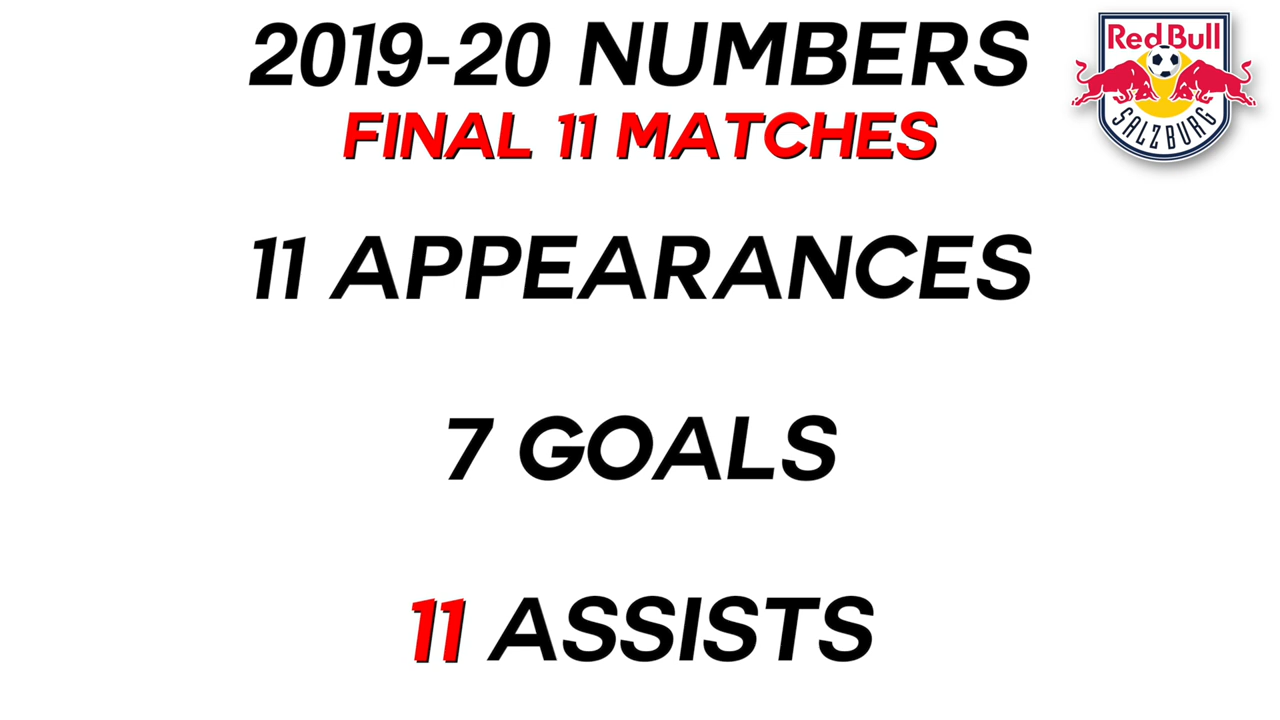 2019-20 NUMBERS
FINAL 11 MATCHES
Red Bull
SALZBURG
11 APPEARANCES
7 GOALS
11 ASSISTS